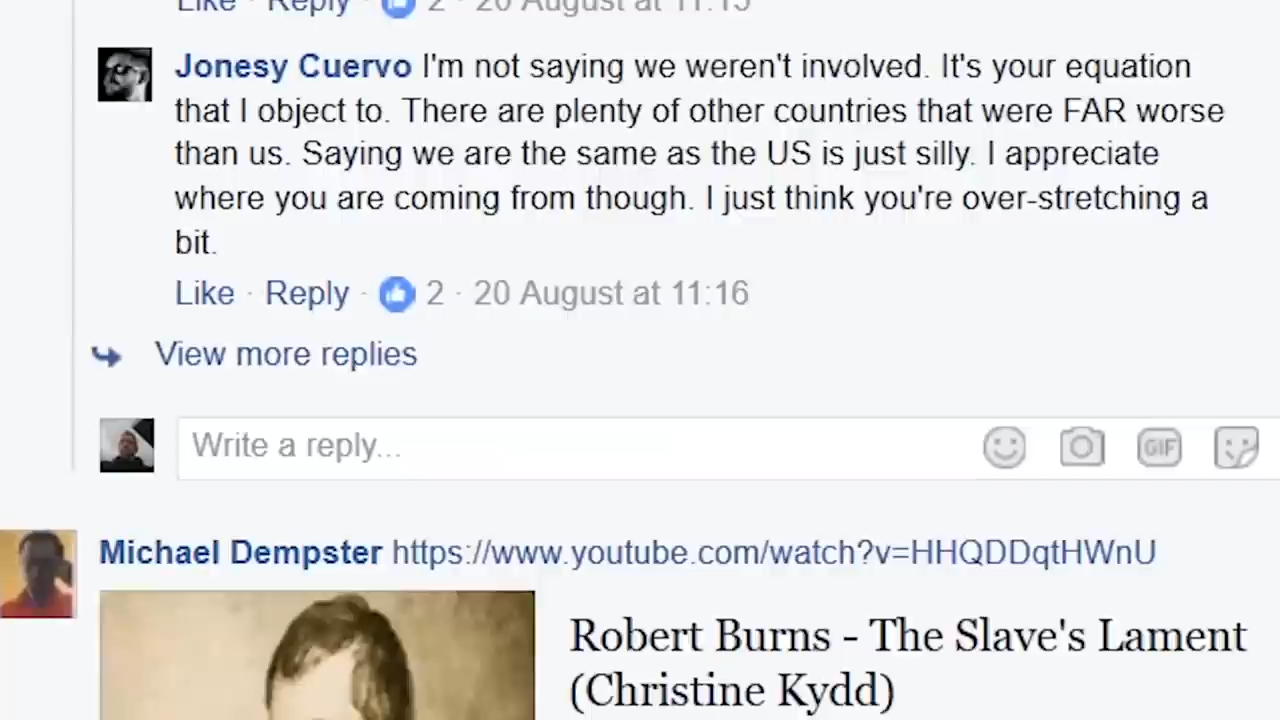 Like · Reply · 2 · 20 August at 11:15
Jonesy Cuervo I'm not saying we weren't involved. It's your equation
that I object to. There are plenty of other countries that were FAR worse
than us. Saying we are the same as the US is just silly. I appreciate
where you are coming from though. I just think you're over-stretching a
bit.
Like · Reply · 2 · 20 August at 11:16
View more replies
Write a reply...
GIF
Michael Dempster https://www.youtube.com/watch?v=HHQDDqtHWnU
Robert Burns - The Slave's Lament
(Christine Kydd)